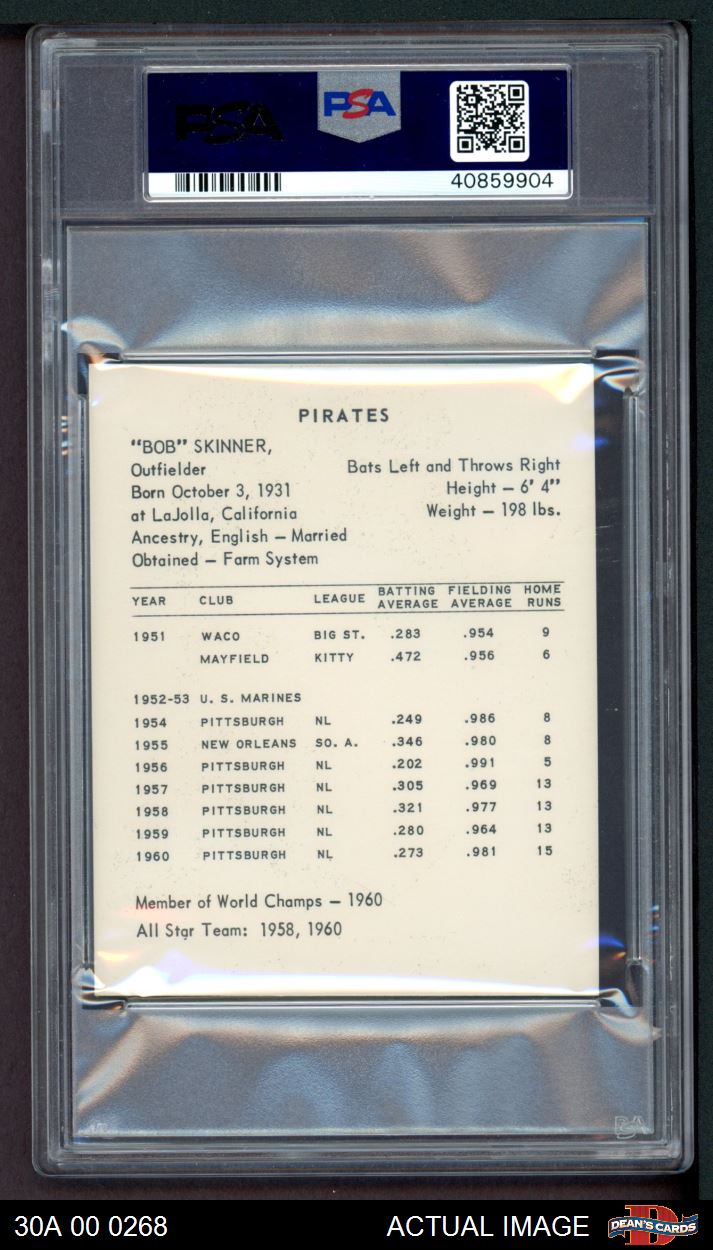 PSA PSA
40859904
PIRATES
"BOB" SKINNER,
Outfielder Bats Left and Throws Right
Born October 3, 1931 Height — 6' 4"
at LaJolla, California Weight — 198 lbs.
Ancestry, English — Married
Obtained — Farm System
YEAR CLUB LEAGUE BATTING AVERAGE FIELDING AVERAGE HOME RUNS
1951 WACO BIG ST. .283 .954 9
MAYFIELD KITTY .472 .956 6
1952-53 U. S. MARINES
1954 PITTSBURGH NL .249 .986 8
1955 NEW ORLEANS SO. A. .346 .980 8
1956 PITTSBURGH NL .202 .991 5
1957 PITTSBURGH NL .305 .969 13
1958 PITTSBURGH NL .321 .977 13
1959 PITTSBURGH NL .280 .964 13
1960 PITTSBURGH NL .273 .981 15
Member of World Champs — 1960
All Star Team: 1958, 1960
PSA
30A 00 0268 ACTUAL IMAGE DEAN'S CARDS